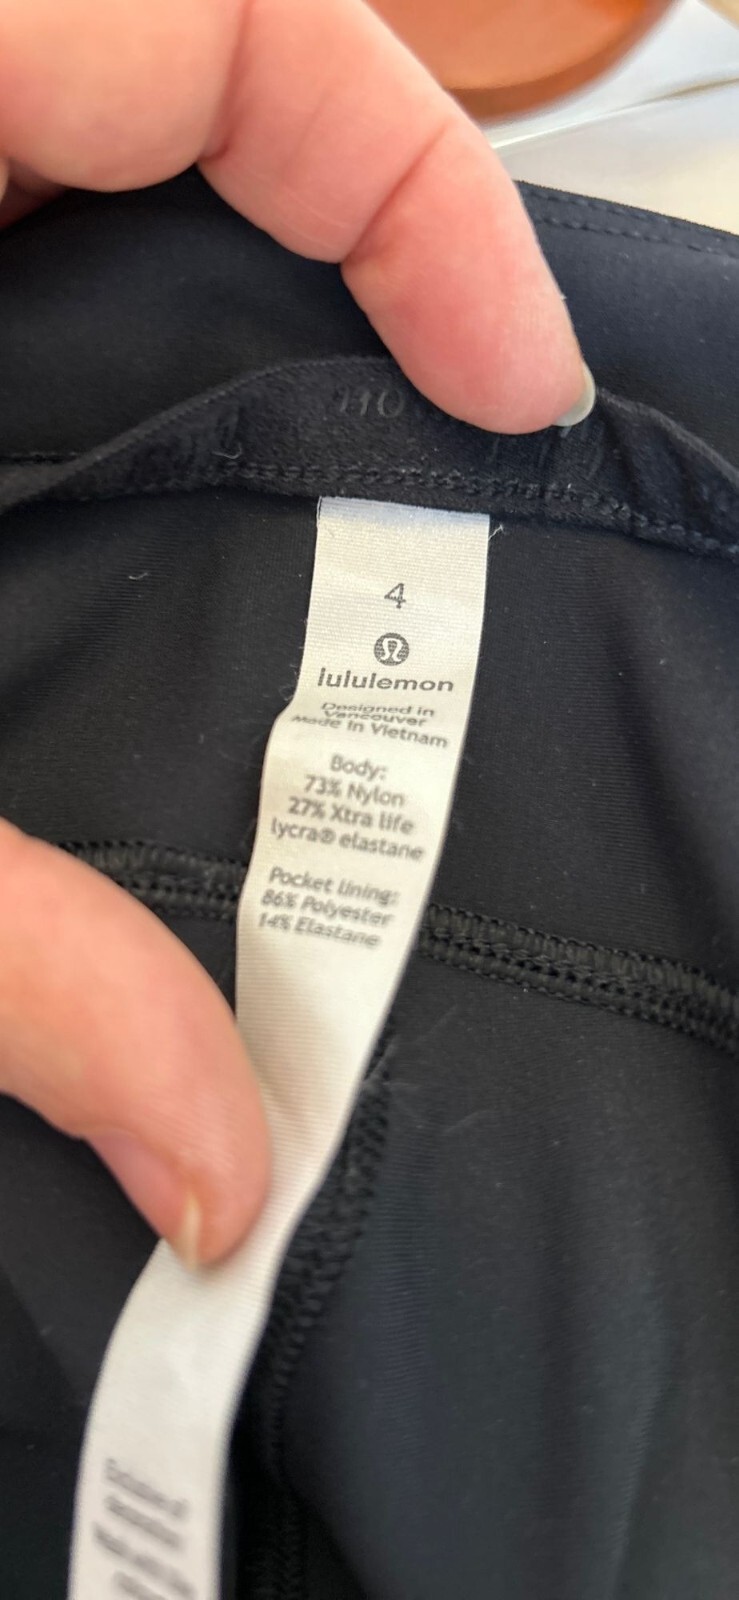 110
4
lululemon
Designed in
Vancouver
Made in Vietnam
Body:
73% Nylon
27% Xtra life
lycra® elastane
Pocket lining:
86% Polyester
14% Elastane